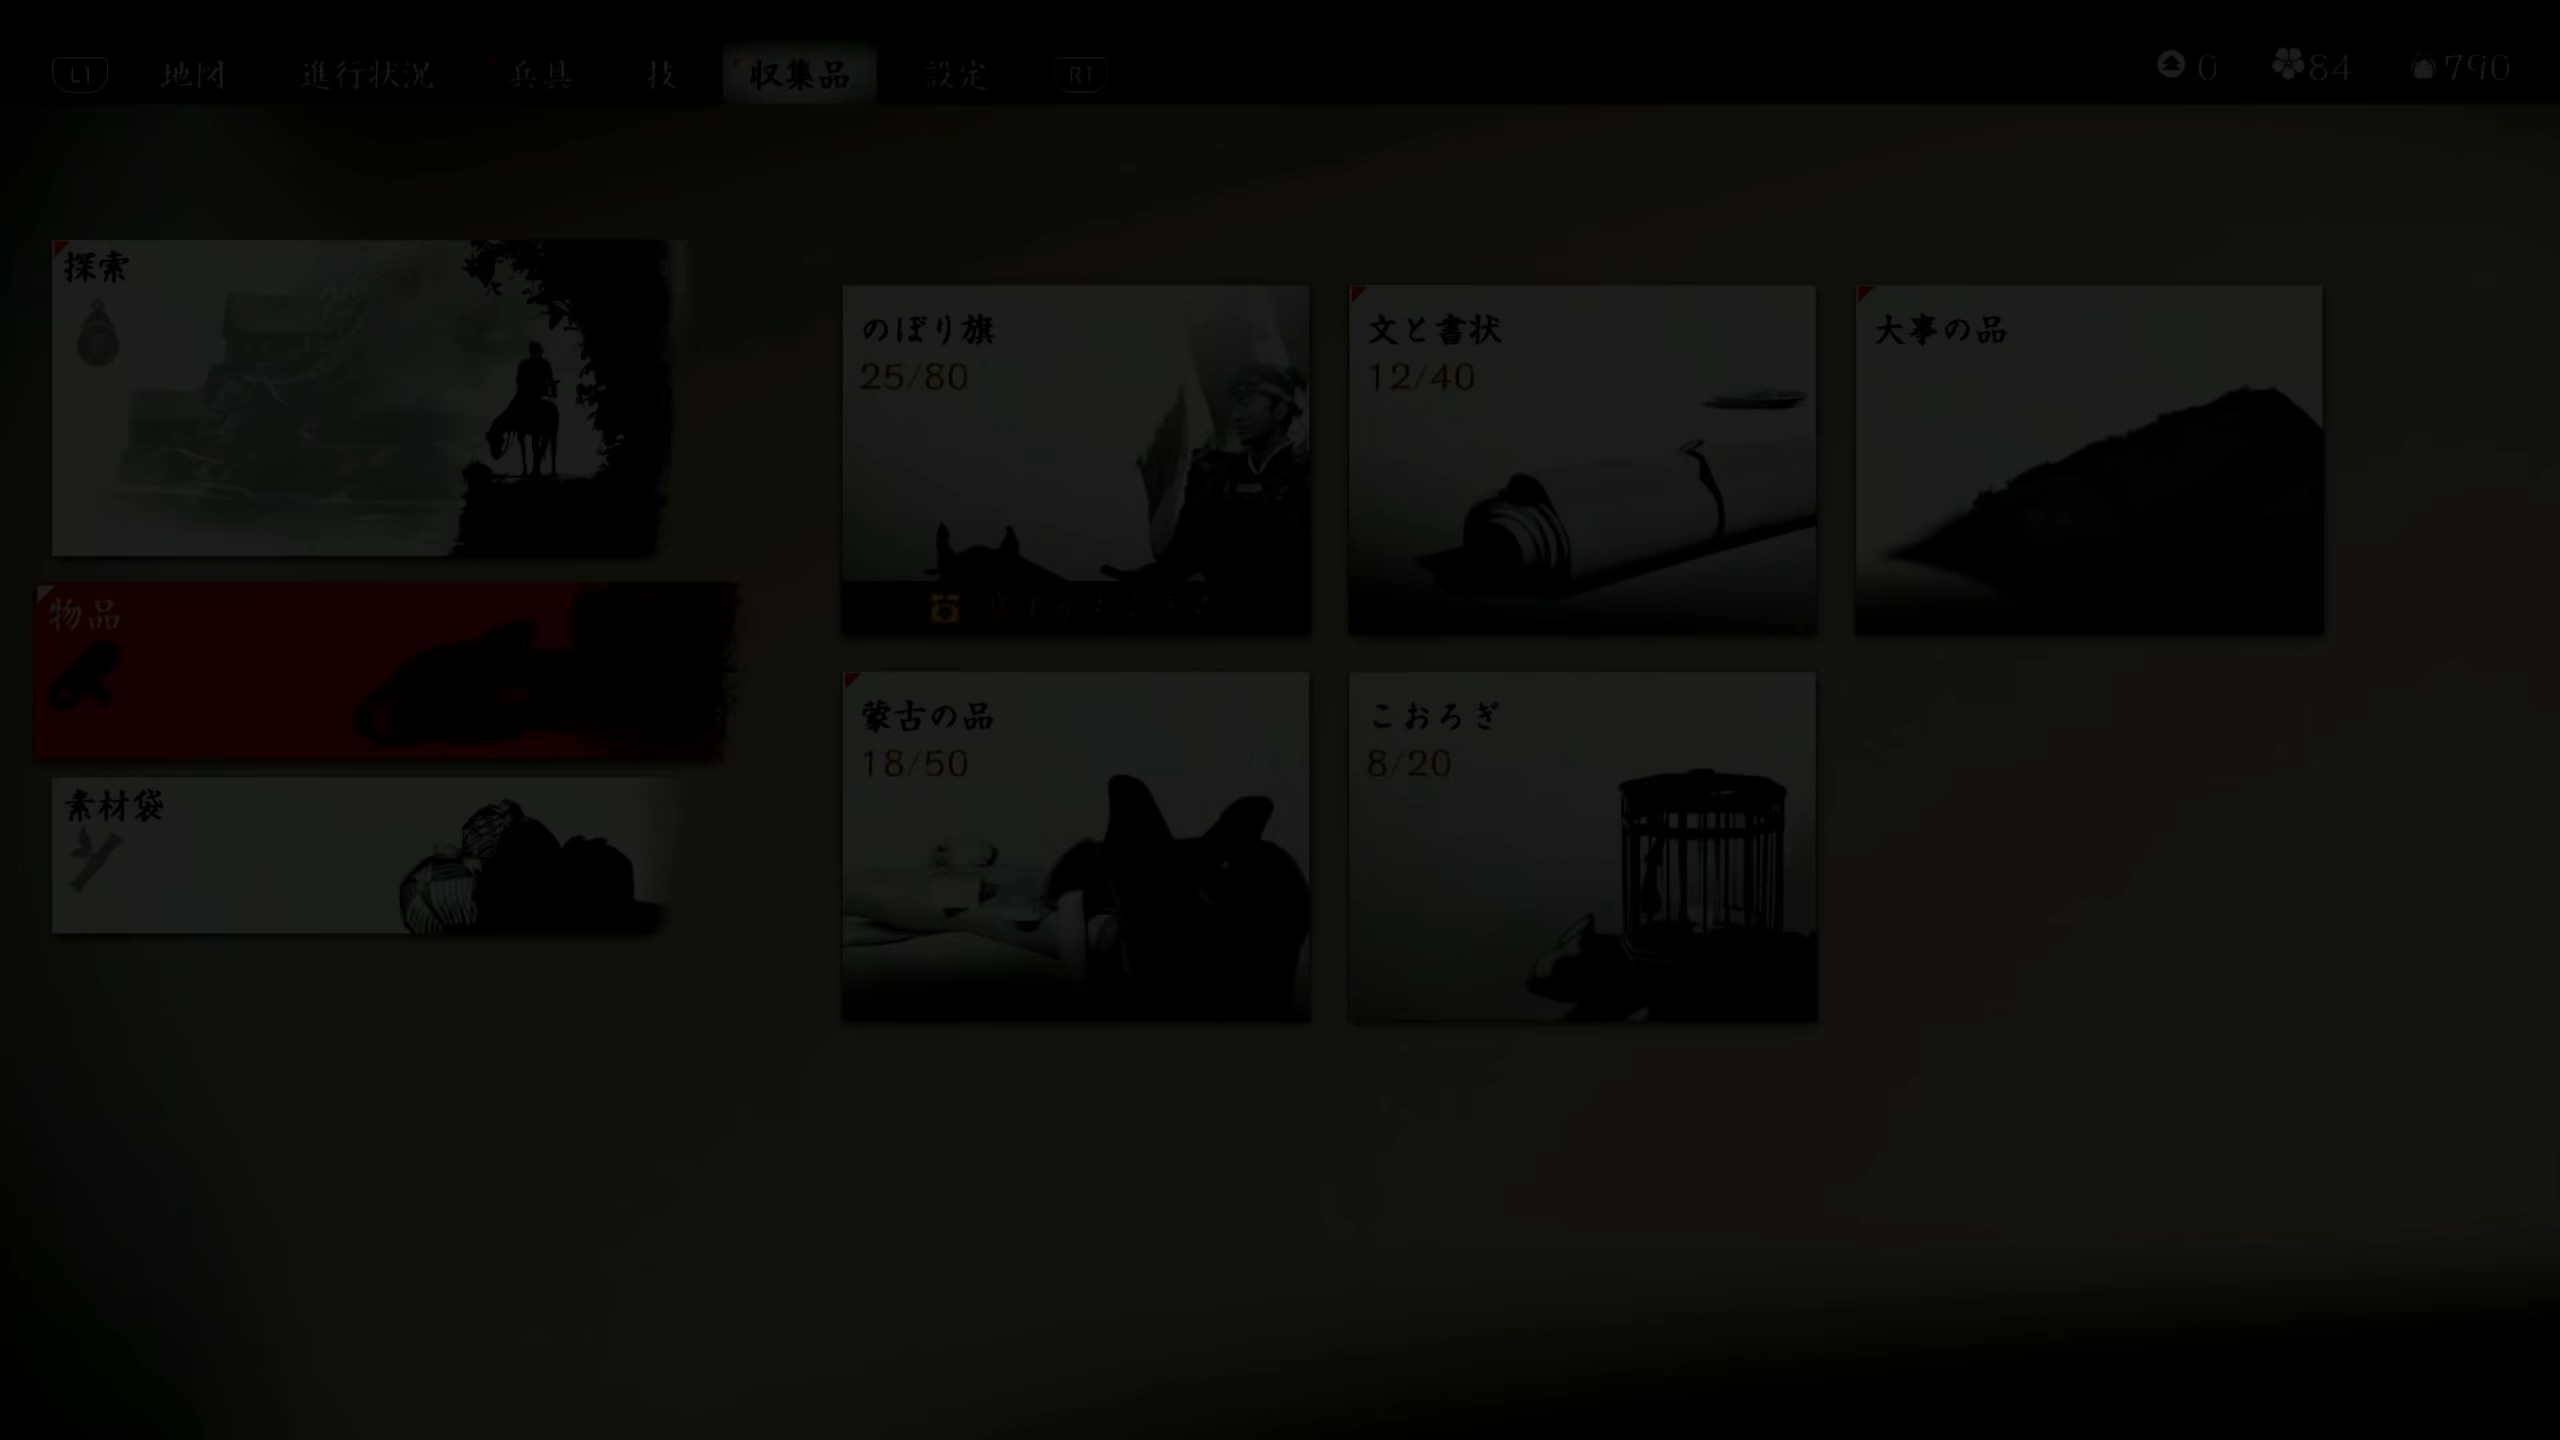 L1 地図 進行状況 兵具 技 収集品 設定 R1 0 84 790
探索
物品
素材袋
のぼり旗
25/80
文と書状
12/40
大事の品
蒙古の品
18/50
こおろぎ
8/20